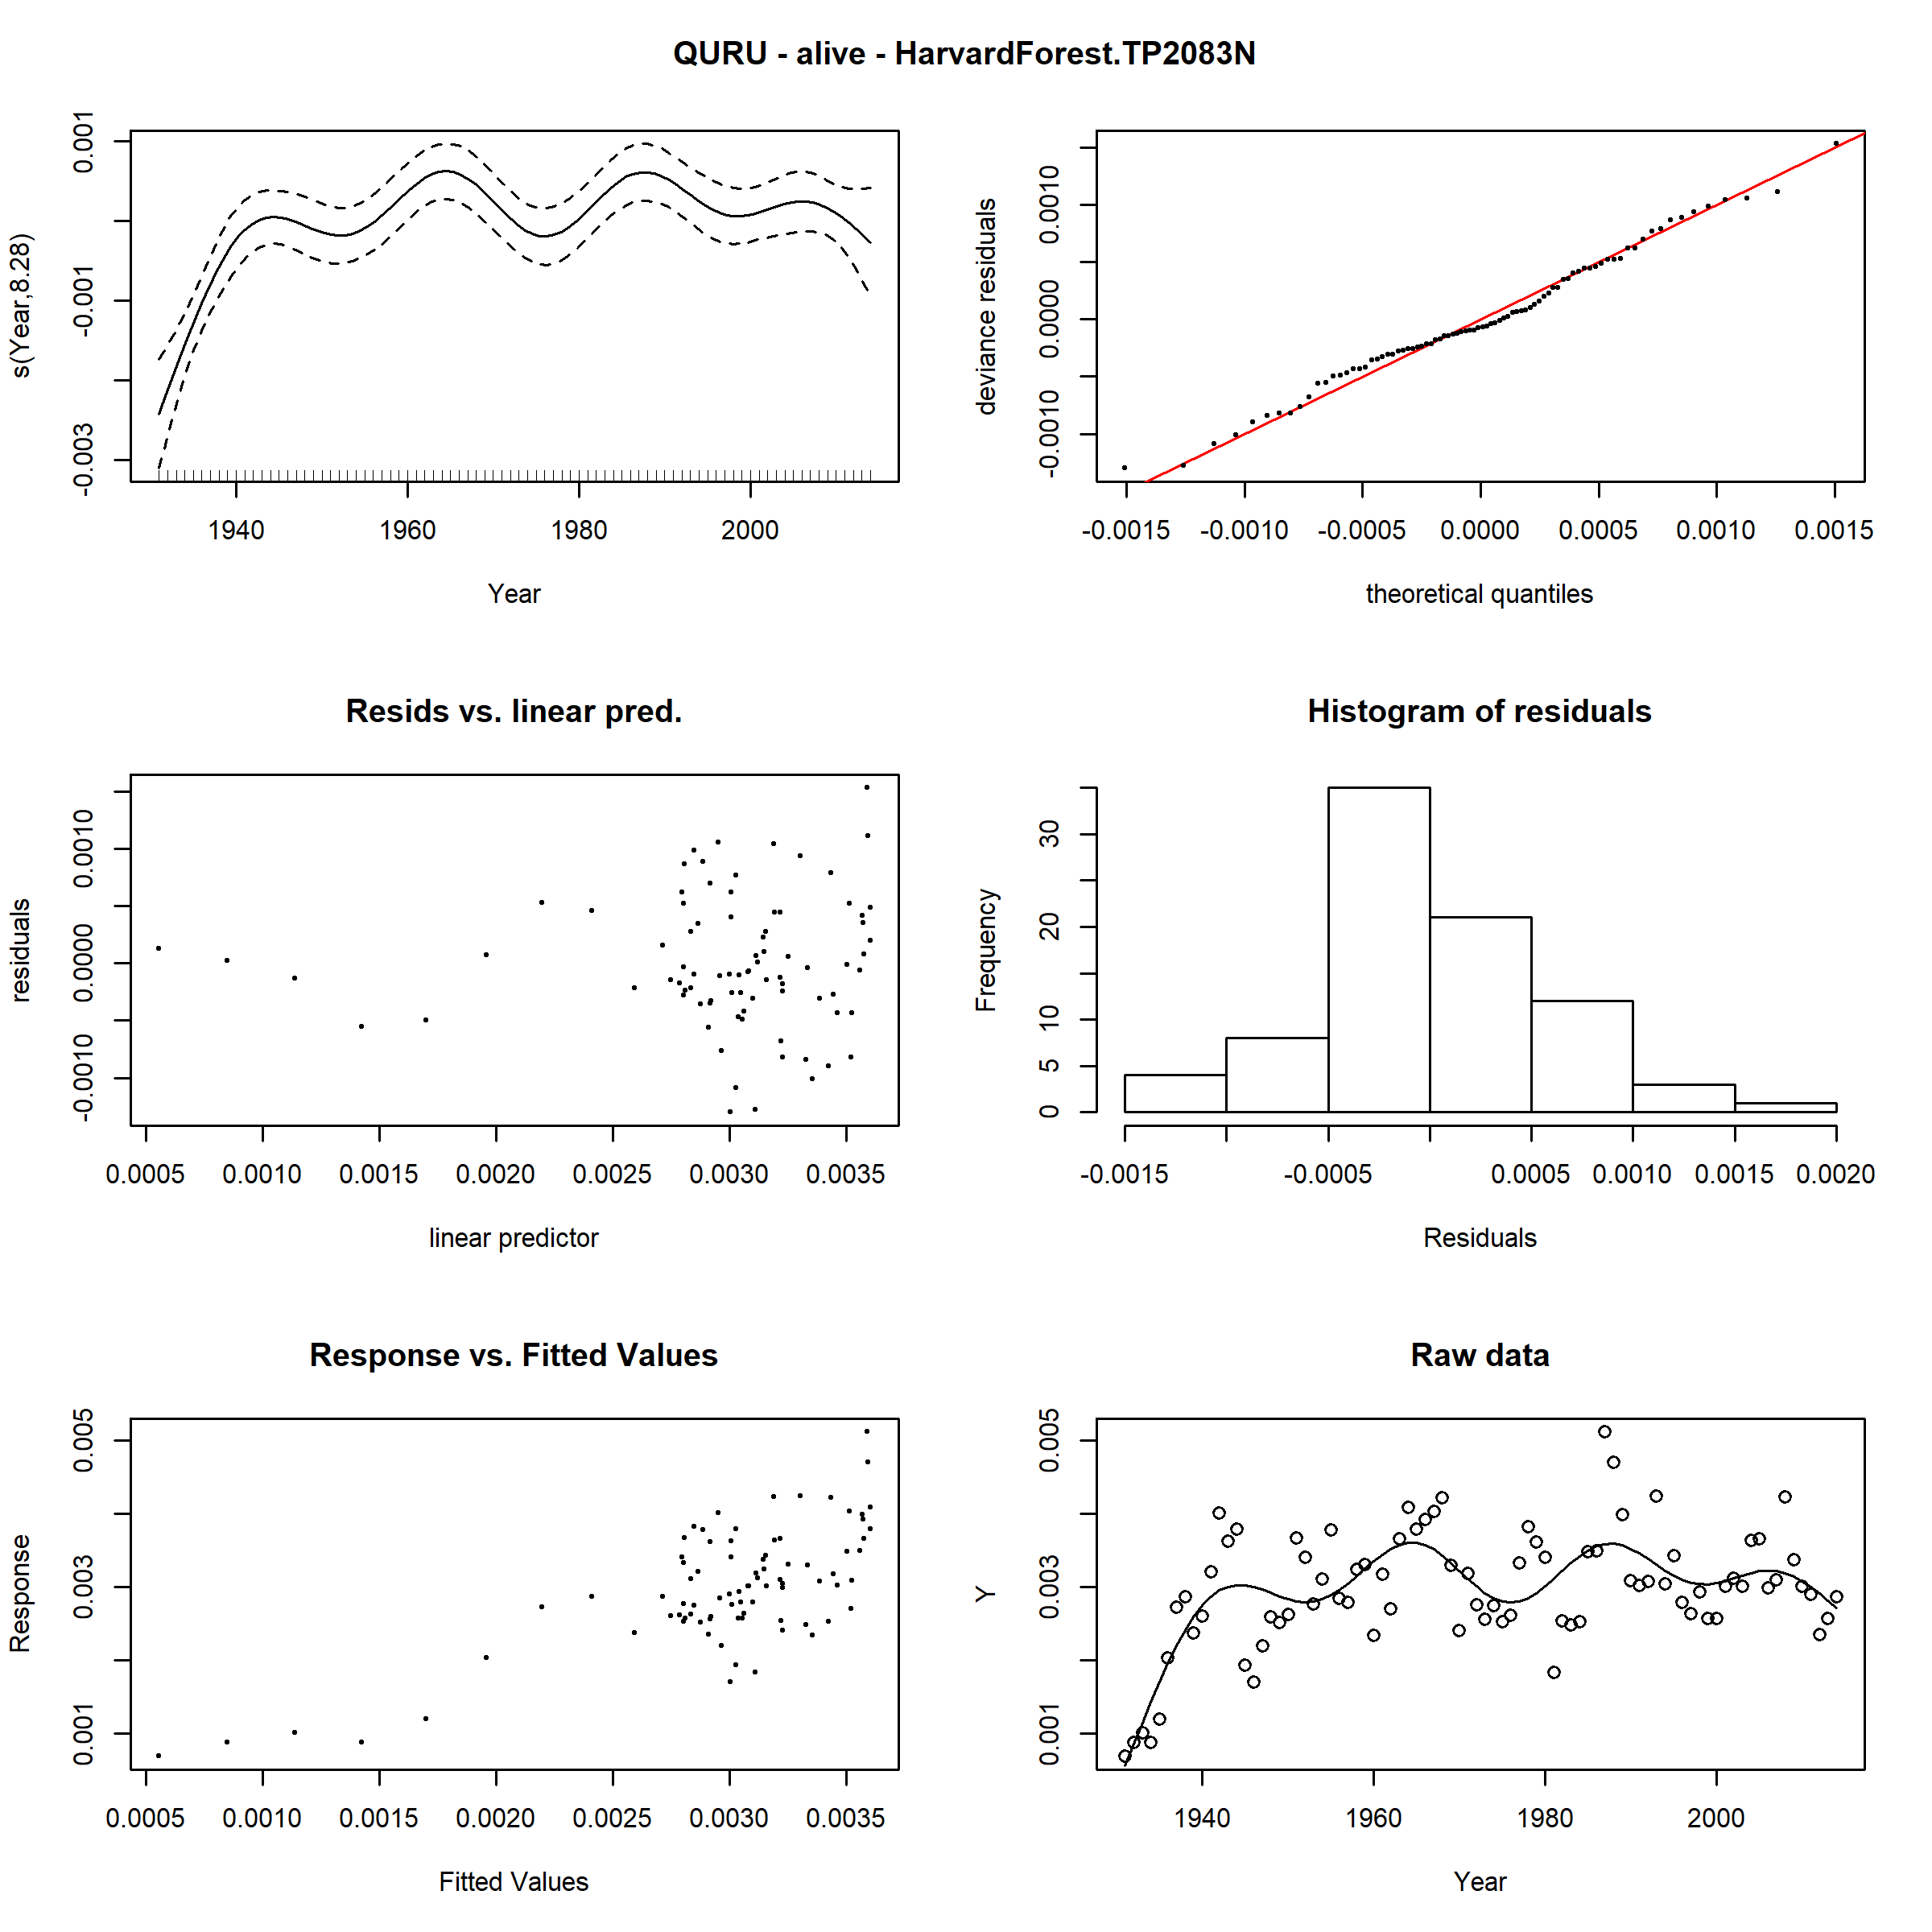 QURU - alive - HarvardForest.TP2083N
s(Year,8.28)
0.001
-0.001
-0.003
1940 1960 1980 2000
Year
deviance residuals
0.0010
0.0000
-0.0010
-0.0015 -0.0010 -0.0005 0.0000 0.0005 0.0010 0.0015
theoretical quantiles
Resids vs. linear pred.
residuals
0.0010
0.0000
-0.0010
0.0005 0.0010 0.0015 0.0020 0.0025 0.0030 0.0035
linear predictor
Histogram of residuals
Frequency
30
20
10
5
0
-0.0015 -0.0005 0.0005 0.0010 0.0015 0.0020
Residuals
Response vs. Fitted Values
Response
0.005
0.003
0.001
0.0005 0.0010 0.0015 0.0020 0.0025 0.0030 0.0035
Fitted Values
Raw data
Y
0.005
0.003
0.001
1940 1960 1980 2000
Year